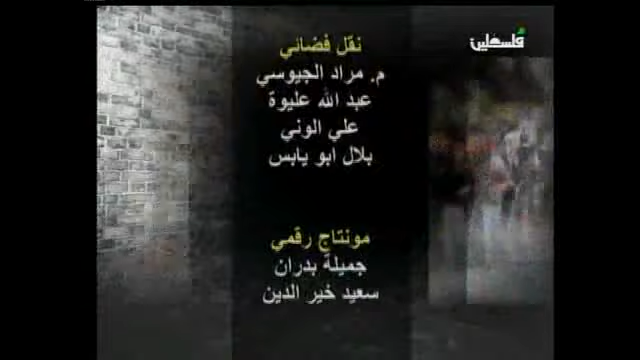 فلسطين
نقل فضائي
م. مراد الجيوسي
عبد الله عليوة
علي الوني
بلال ابو يابس
مونتاج رقمي
جميلة بدران
سعيد خير الدين